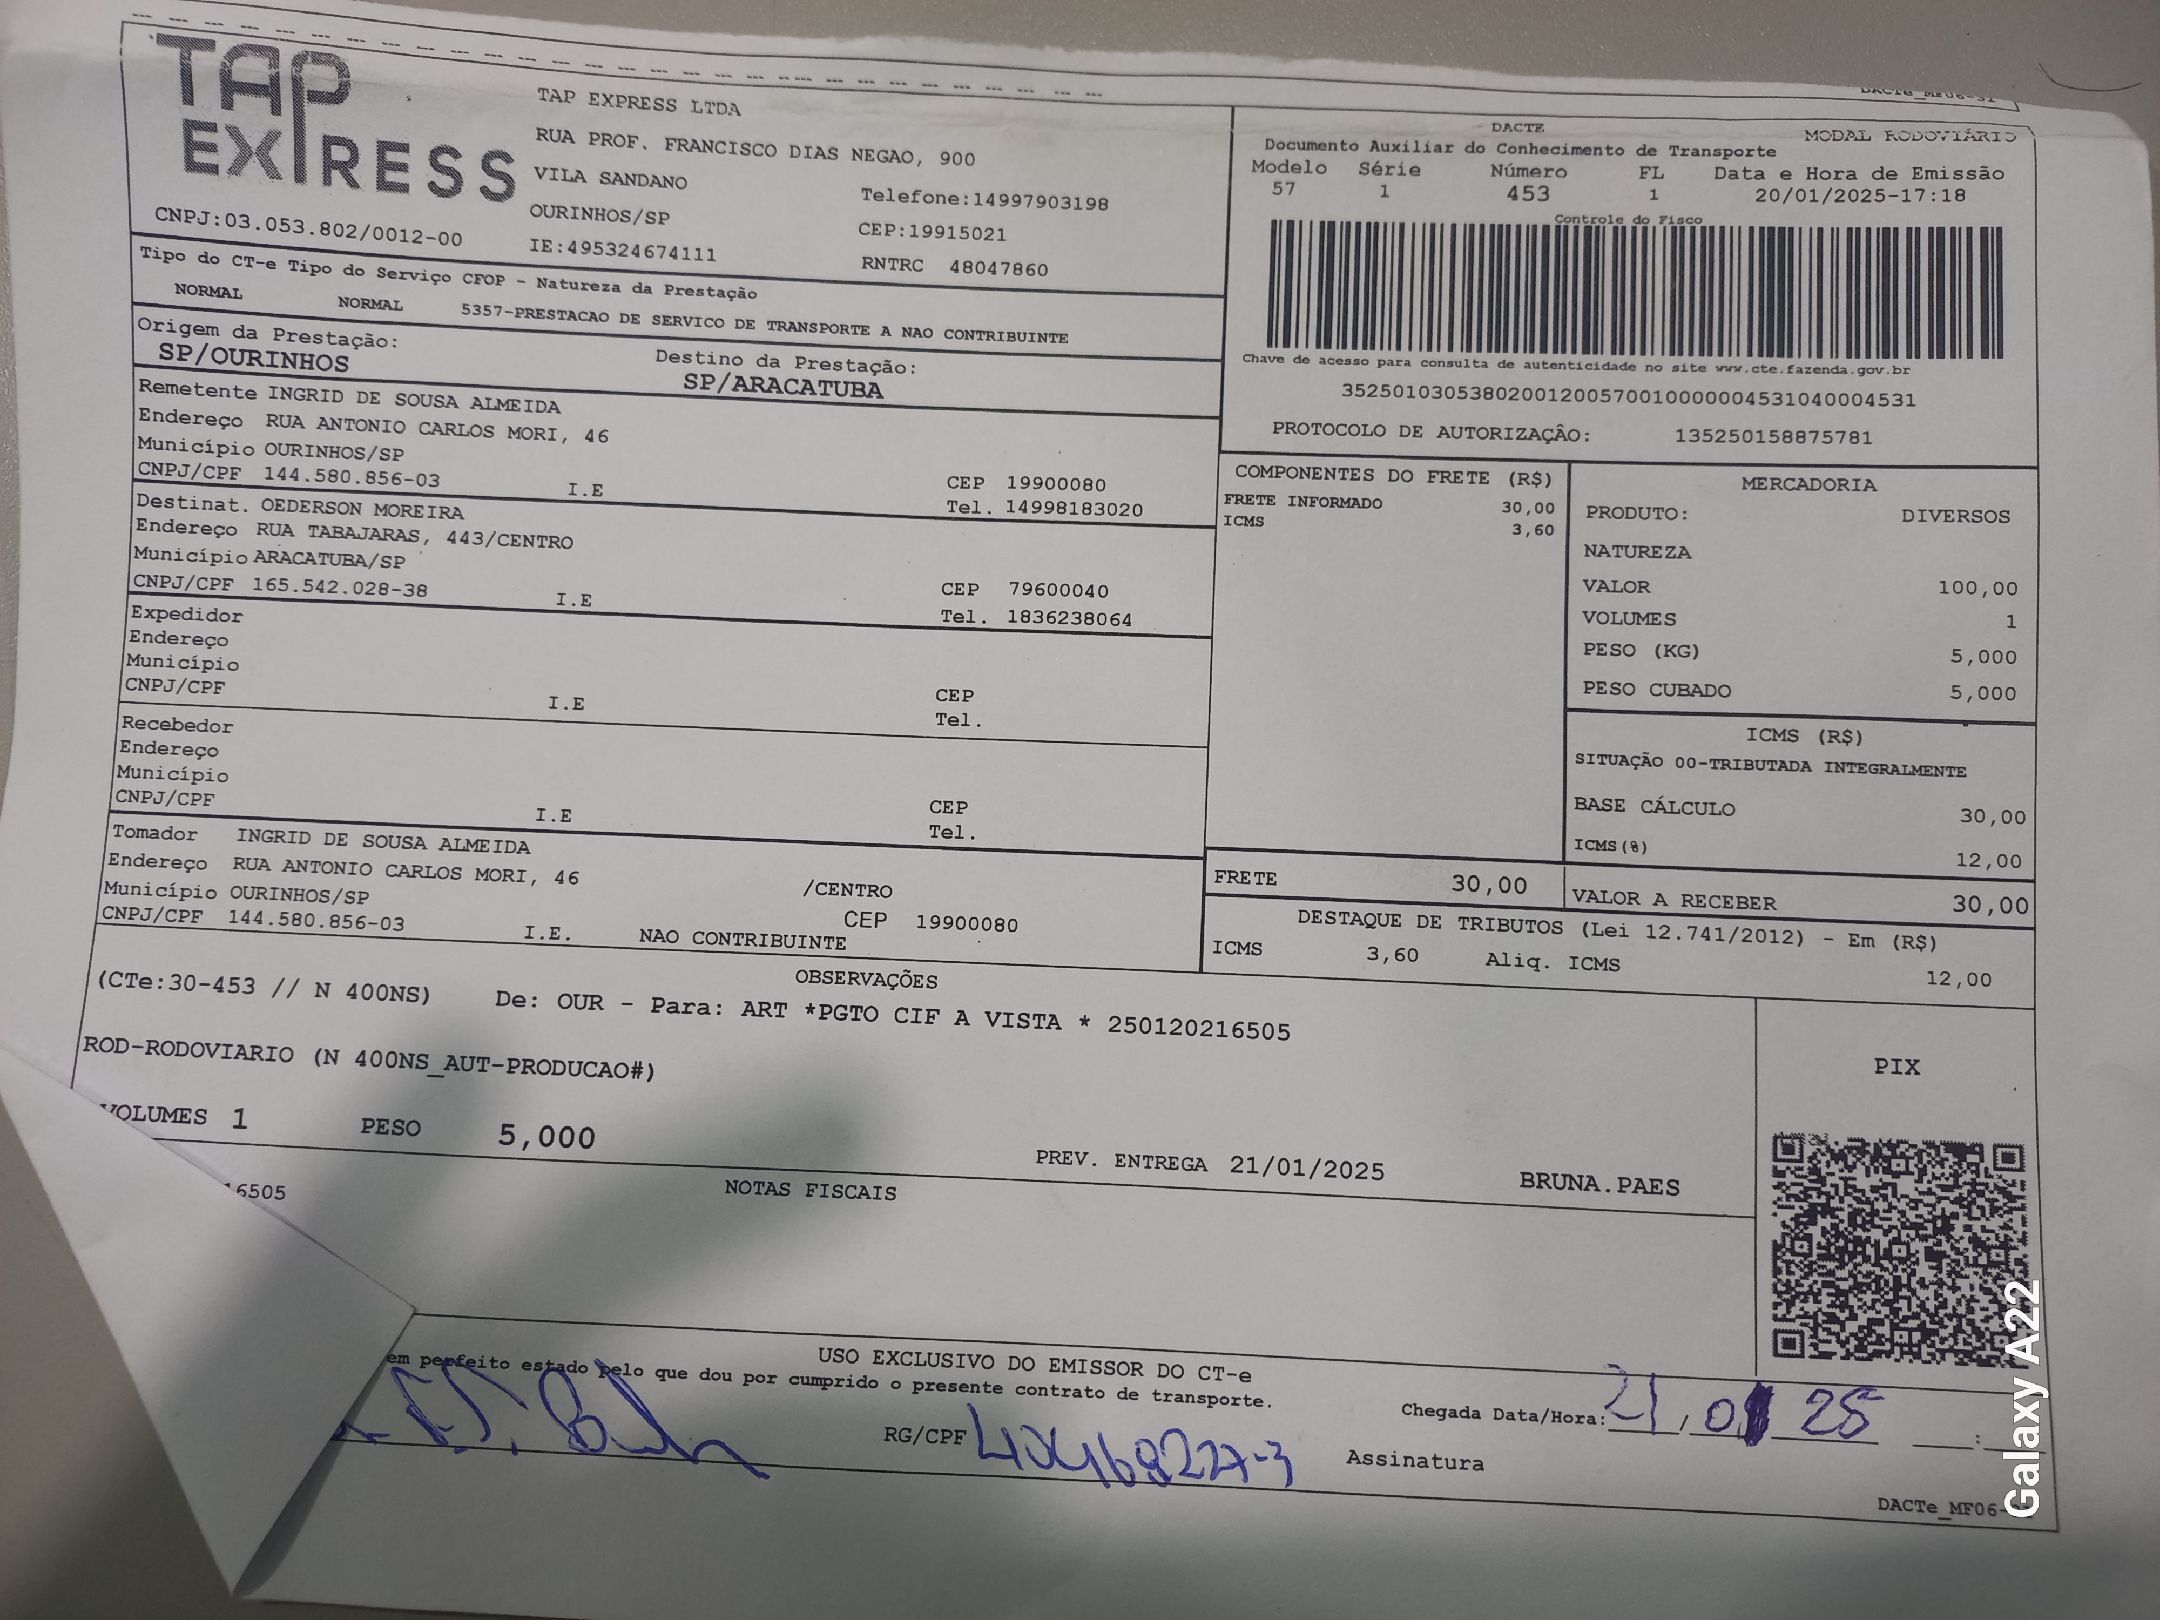 TAP
EXPRESS
CNPJ:03.053.802/0012-00
TAP EXPRESS LTDA
RUA PROF. FRANCISCO DIAS NEGAO, 900
VILA SANDANO
Telefone:14997903198
OURINHOS/SP
CEP:19915021
IE:495324674111
RNTRC 48047860
DACTe_MF06-31
DACTE
MODAL RODOVIÁRIO
Documento Auxiliar do Conhecimento de Transporte
Modelo Série Número FL Data e Hora de Emissão
57 1 453 1 20/01/2025-17:18
Controle do Fisco
Chave de acesso para consulta de autenticidade no site www.cte.fazenda.gov.br
35250103053802001200570010000004531040004531
PROTOCOLO DE AUTORIZAÇÂO: 135250158875781
Tipo do CT-e Tipo do Serviço CFOP - Natureza da Prestação
NORMAL NORMAL 5357-PRESTACAO DE SERVICO DE TRANSPORTE A NAO CONTRIBUINTE
Origem da Prestação:
SP/OURINHOS
Destino da Prestação:
SP/ARACATUBA
Remetente INGRID DE SOUSA ALMEIDA
Endereço RUA ANTONIO CARLOS MORI, 46
Município OURINHOS/SP
CEP 19900080
CNPJ/CPF 144.580.856-03 I.E
Tel. 14998183020
Destinat. OEDERSON MOREIRA
Endereço RUA TABAJARAS, 443/CENTRO
Município ARACATUBA/SP
CEP 79600040
CNPJ/CPF 165.542.028-38 I.E
Tel. 1836238064
Expedidor
Endereço
Município
CEP
CNPJ/CPF I.E
Tel.
Recebedor
Endereço
Município
CEP
CNPJ/CPF I.E
Tel.
Tomador INGRID DE SOUSA ALMEIDA
Endereço RUA ANTONIO CARLOS MORI, 46 /CENTRO
Município OURINHOS/SP
CEP 19900080
CNPJ/CPF 144.580.856-03 I.E. NAO CONTRIBUINTE
COMPONENTES DO FRETE (R$)
FRETE INFORMADO 30,00
ICMS 3,60
MERCADORIA
PRODUTO: DIVERSOS
NATUREZA
VALOR 100,00
VOLUMES 1
PESO (KG) 5,000
PESO CUBADO 5,000
ICMS (R$)
SITUAÇÃO 00-TRIBUTADA INTEGRALMENTE
BASE CÁLCULO 30,00
ICMS(%) 12,00
FRETE 30,00
VALOR A RECEBER 30,00
DESTAQUE DE TRIBUTOS (Lei 12.741/2012) - Em (R$)
ICMS 3,60 Aliq. ICMS 12,00
OBSERVAÇÕES
(CTe:30-453 // N 400NS) De: OUR - Para: ART *PGTO CIF A VISTA * 250120216505
ROD-RODOVIARIO (N 400NS_AUT-PRODUCAO#)
VOLUMES 1 PESO 5,000
PREV. ENTREGA 21/01/2025 BRUNA.PAES
PIX
16505 NOTAS FISCAIS
USO EXCLUSIVO DO EMISSOR DO CT-e
em perfeito estado pelo que dou por cumprido o presente contrato de transporte.
RG/CPF
Chegada Data/Hora: 21/01 25 :
Assinatura
DACTe_MF06-
Galaxy A22